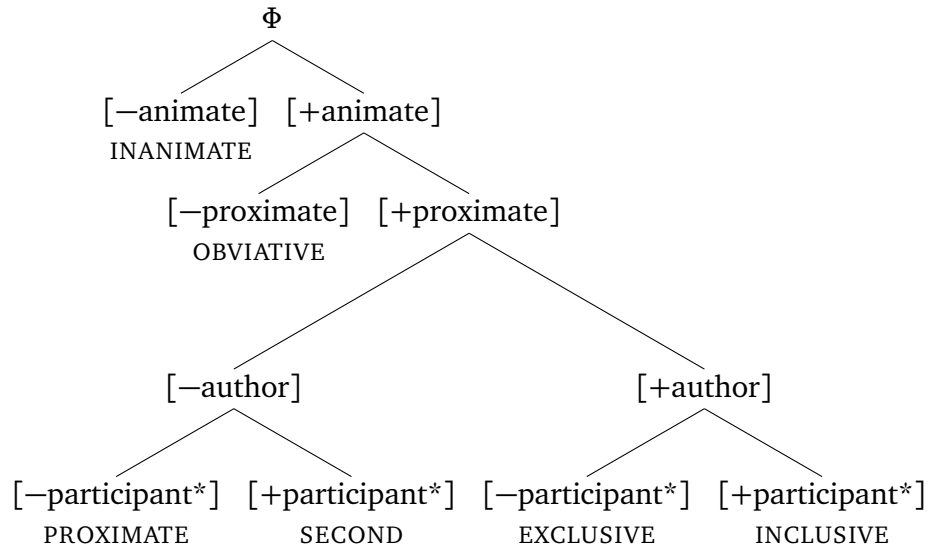 Φ
[−animate] [+animate]
INANIMATE
[−proximate] [+proximate]
OBVIATIVE
[−author] [+author]
[−participant*] [+participant*] [−participant*] [+participant*]
PROXIMATE SECOND EXCLUSIVE INCLUSIVE